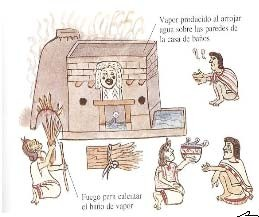 Vapor producido al arrojar
agua sobre las paredes de
la casa de baños
Fuego para calentar
el baño de vapor